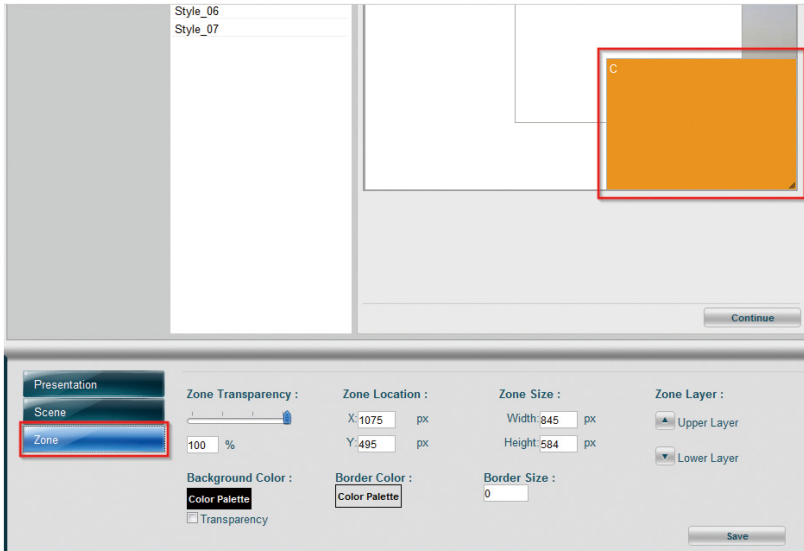 Style_06
Style_07
C
Continue
Presentation
Scene
Zone
Zone Transparency :
100 %
Background Color :
Color Palette
Transparency
Zone Location :
X: 1075 px
Y: 495 px
Border Color :
Color Palette
Zone Size :
Width: 845 px
Height: 584 px
Border Size :
0
Zone Layer :
Upper Layer
Lower Layer
Save